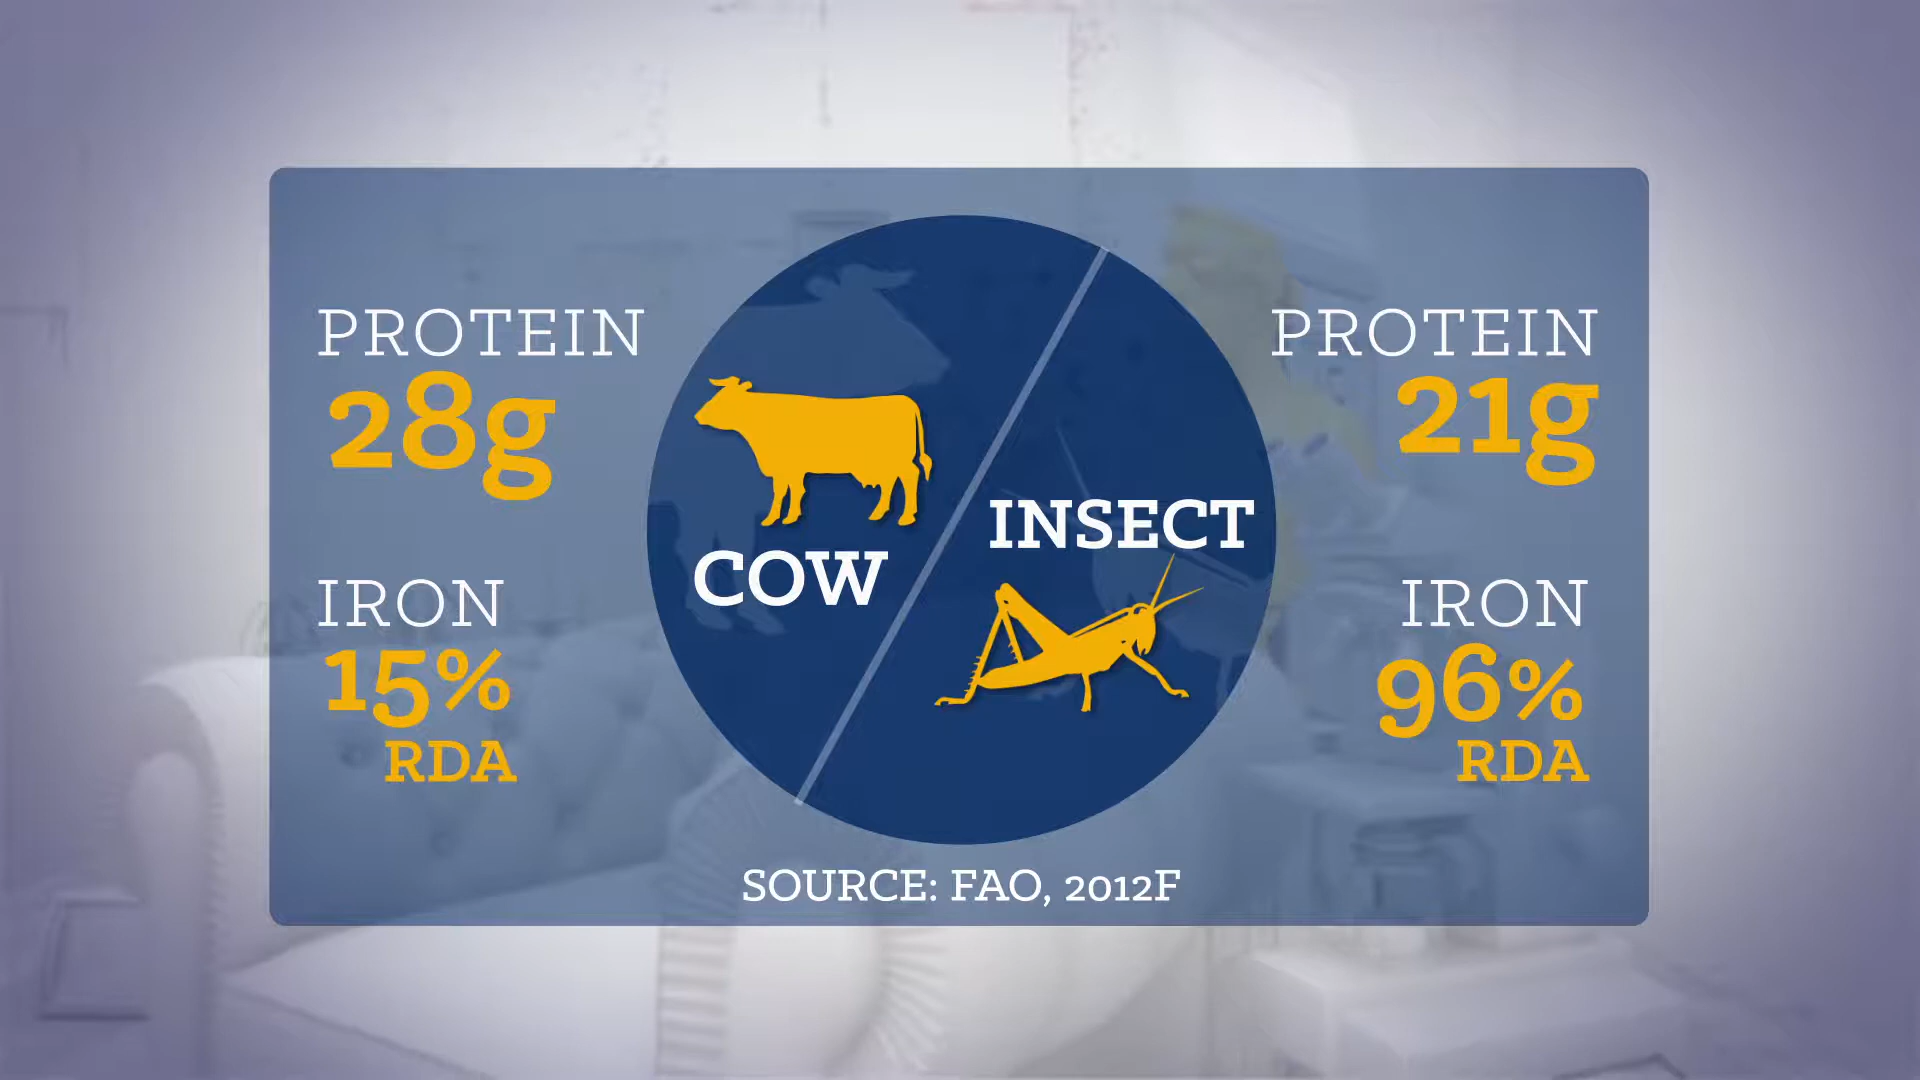 PROTEIN
28g
IRON
15%
RDA
COW
INSECT
PROTEIN
21g
IRON
96%
RDA
SOURCE: FAO, 2012F